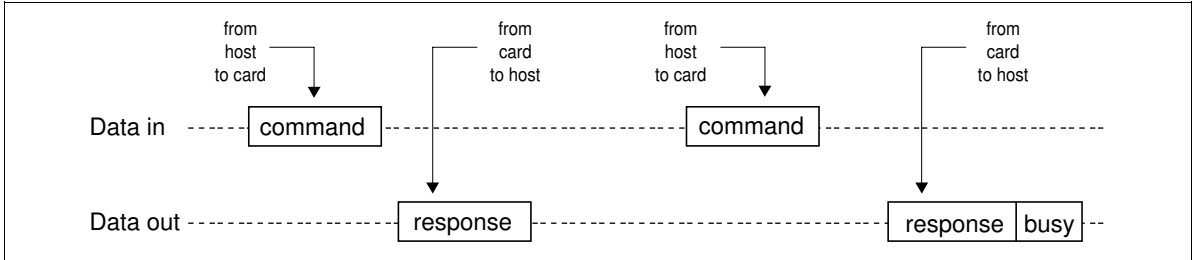 from
host
to card
from
card
to host
from
host
to card
from
card
to host
Data in
command
command
Data out
response
response
busy